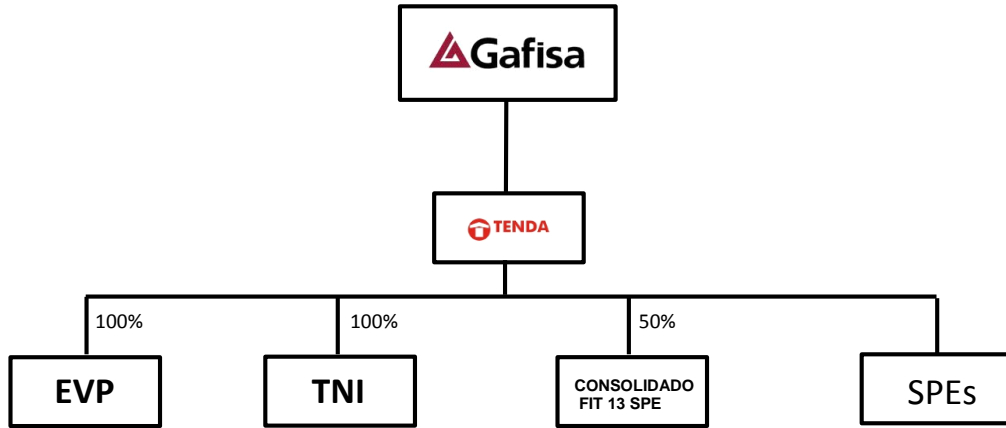 Gafisa
TENDA
100%
100%
50%
EVP
TNI
CONSOLIDADO
FIT 13 SPE
SPEs